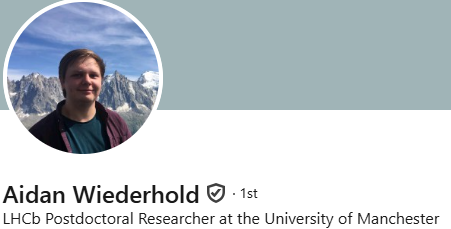 Aidan Wiederhold · 1st
LHCb Postdoctoral Researcher at the University of Manchester